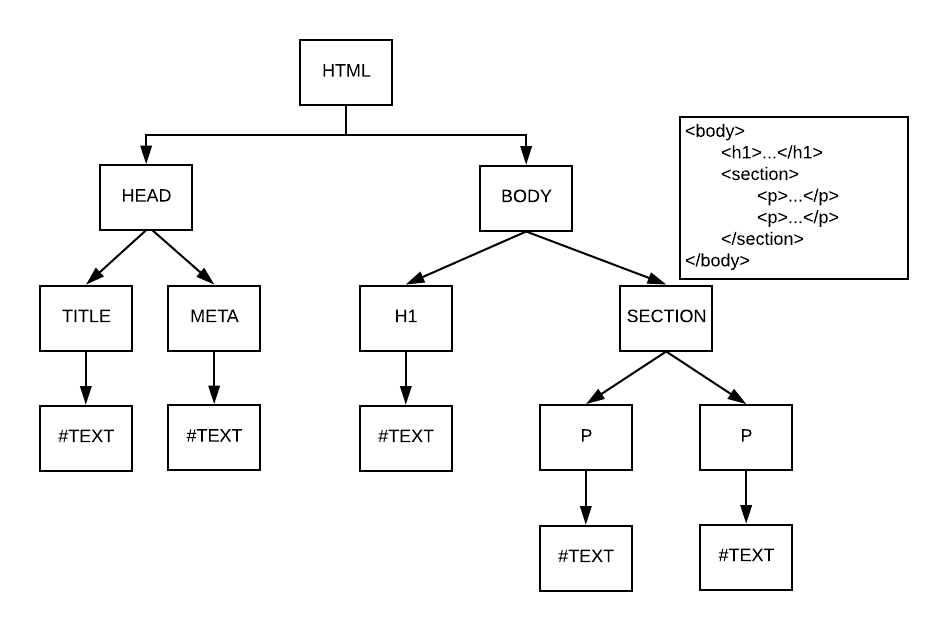 HTML
<body>
<h1>...</h1>
<section>
<p>...</p>
<p>...</p>
</section>
</body>
HEAD
BODY
TITLE
META
H1
SECTION
#TEXT
#TEXT
#TEXT
P
P
#TEXT
#TEXT